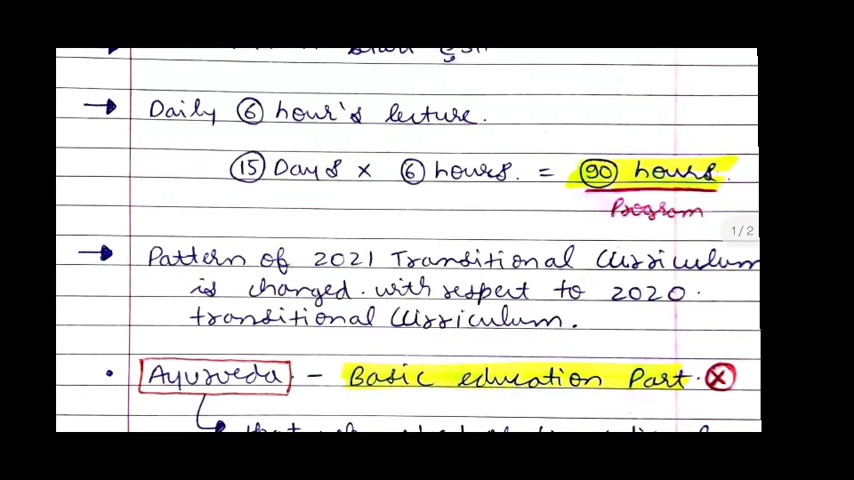 → Daily 6 hour's lecture.
15 Days x 6 hours. = 90 hours.
Program
1/2
→ Pattern of 2021 Transitional Curriculum
is changed with respect to 2020.
transitional Curriculum.
• Ayurveda - Basic education Part. X